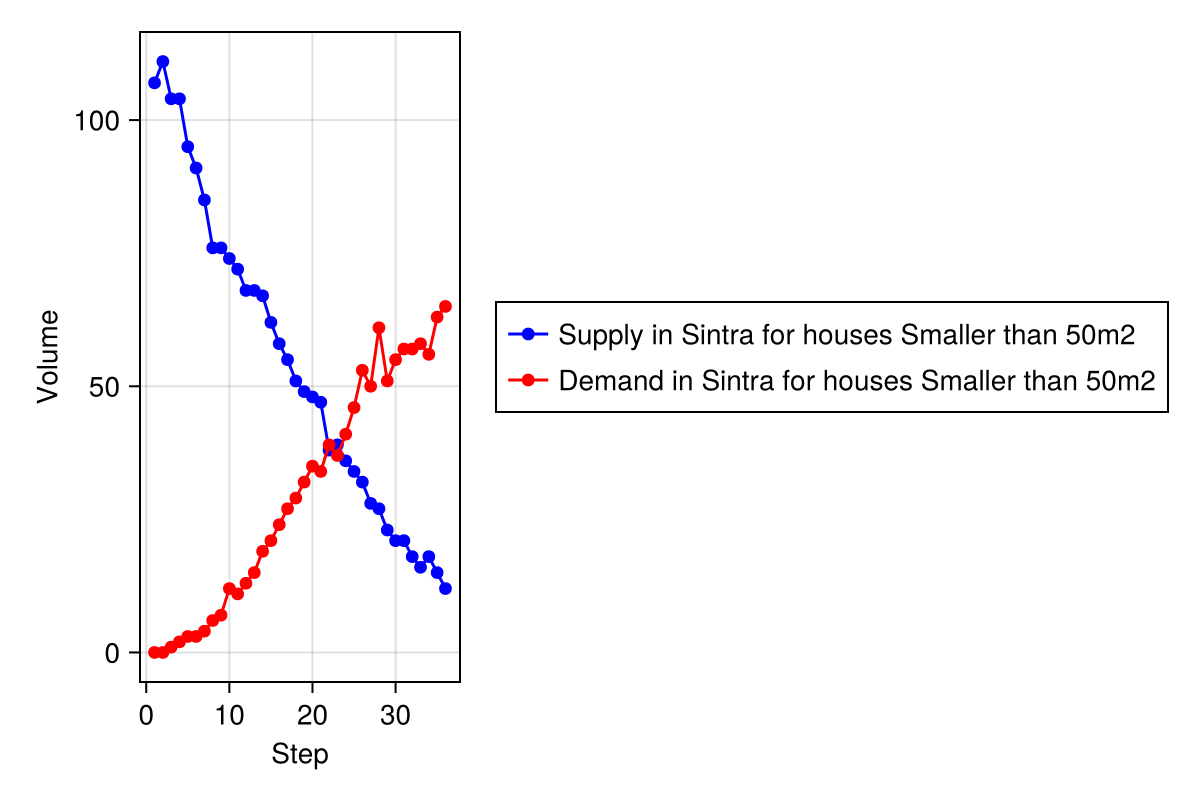 100
50
0
Volume
0 10 20 30
Step
Supply in Sintra for houses Smaller than 50m2
Demand in Sintra for houses Smaller than 50m2